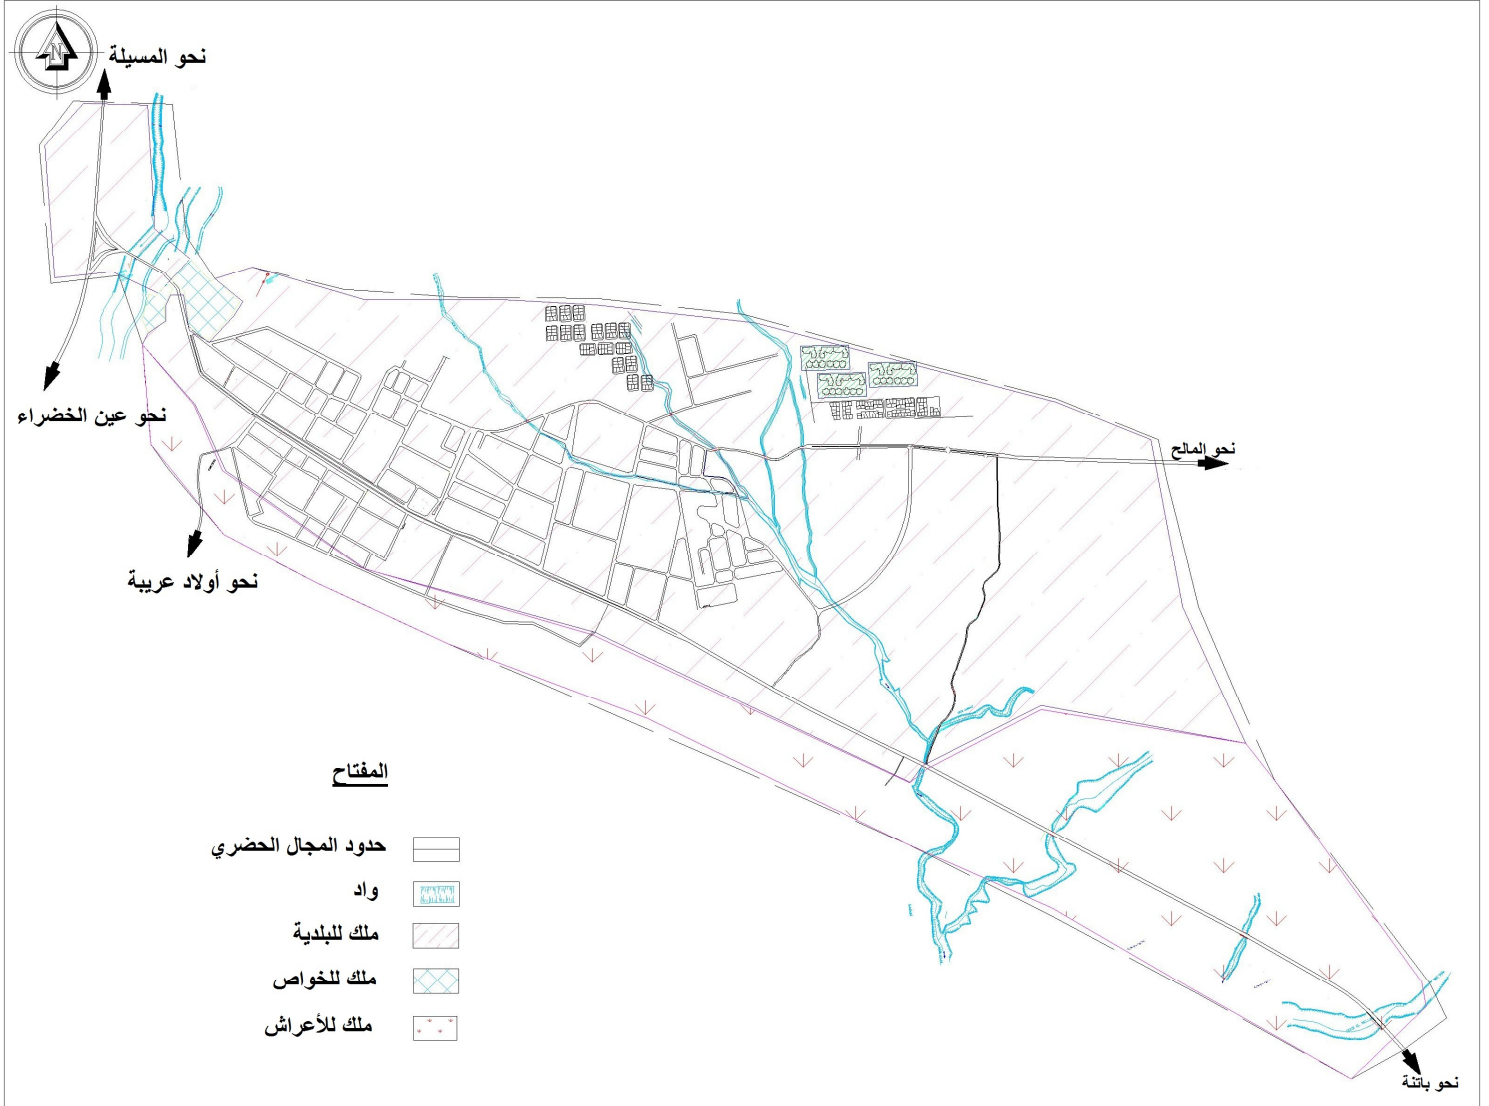 N
نحو المسيلة
نحو عين الخضراء
نحو المالح
نحو أولاد عريبة
المفتاح
حدود المجال الحضري
واد
ملك للبلدية
ملك للخواص
ملك للأعراش
نحو باتنة